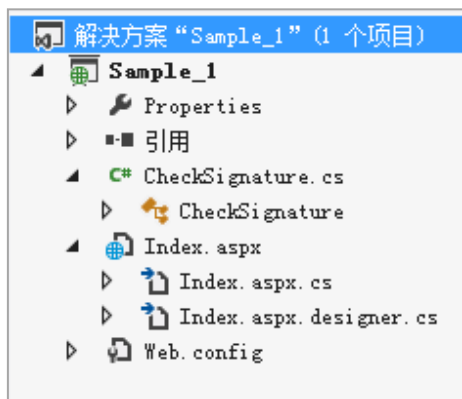 解决方案“Sample_1”(1 个项目)
Sample_1
Properties
引用
C# CheckSignature.cs
CheckSignature
Index.aspx
Index.aspx.cs
Index.aspx.designer.cs
Web.config